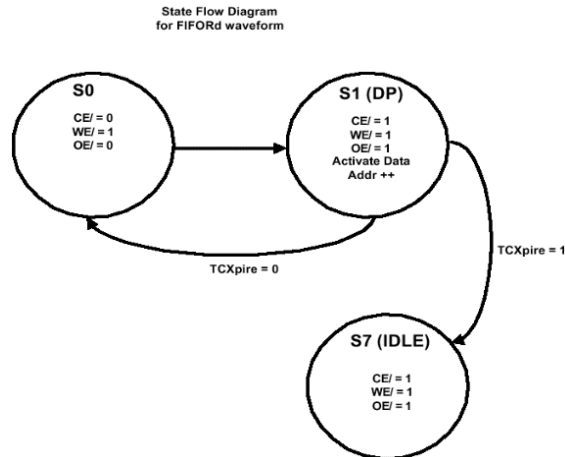 State Flow Diagram
for FIFORd waveform
S0
CE/ = 0
WE/ = 1
OE/ = 0
S1 (DP)
CE/ = 1
WE/ = 1
OE/ = 1
Activate Data
Addr ++
TCXpire = 0
TCXpire = 1
S7 (IDLE)
CE/ = 1
WE/ = 1
OE/ = 1